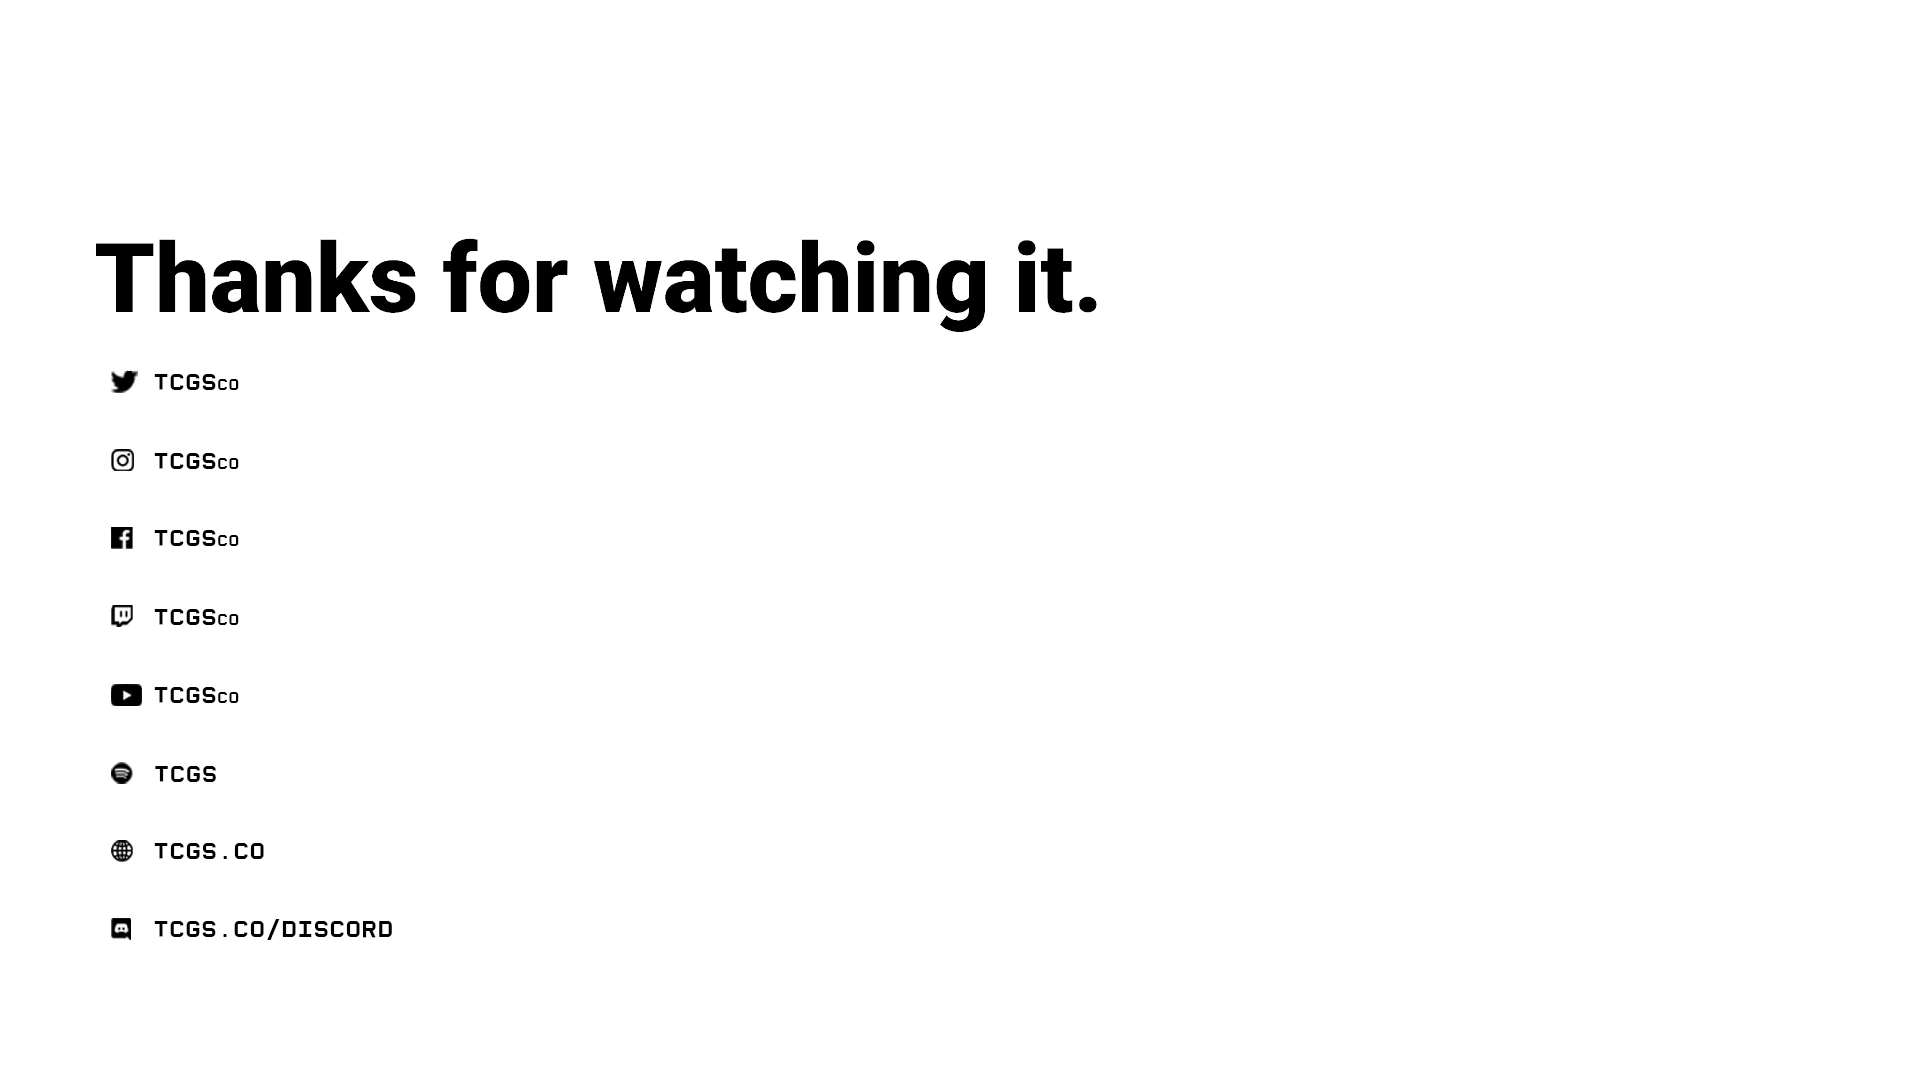 Thanks for watching it.
TCGSco
TCGSco
TCGSco
TCGSco
TCGSco
TCGS
TCGS.CO
TCGS.CO/DISCORD